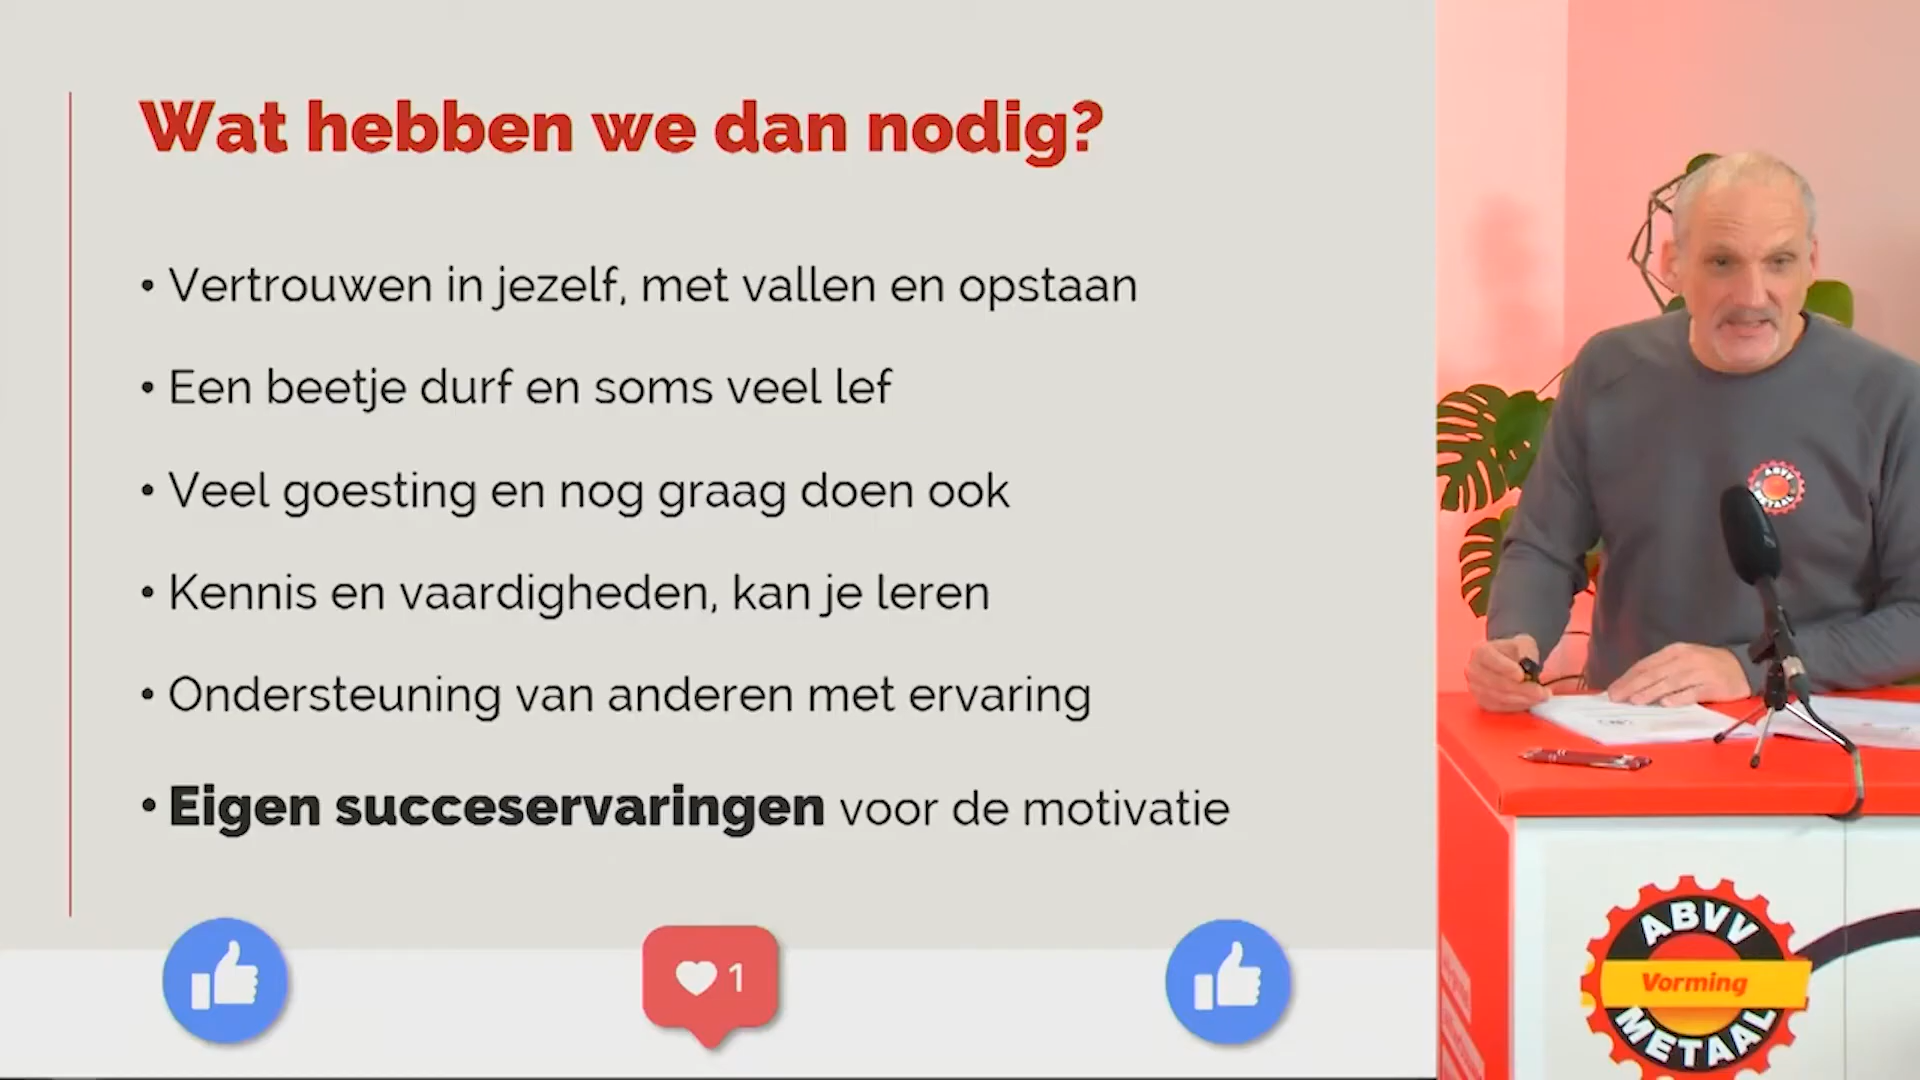 Wat hebben we dan nodig?
• Vertrouwen in jezelf, met vallen en opstaan
• Een beetje durf en soms veel lef
• Veel goesting en nog graag doen ook
• Kennis en vaardigheden, kan je leren
• Ondersteuning van anderen met ervaring
• Eigen succeservaringen voor de motivatie
1
ABVV
METAAL
ABVV
Vorming
METAAL